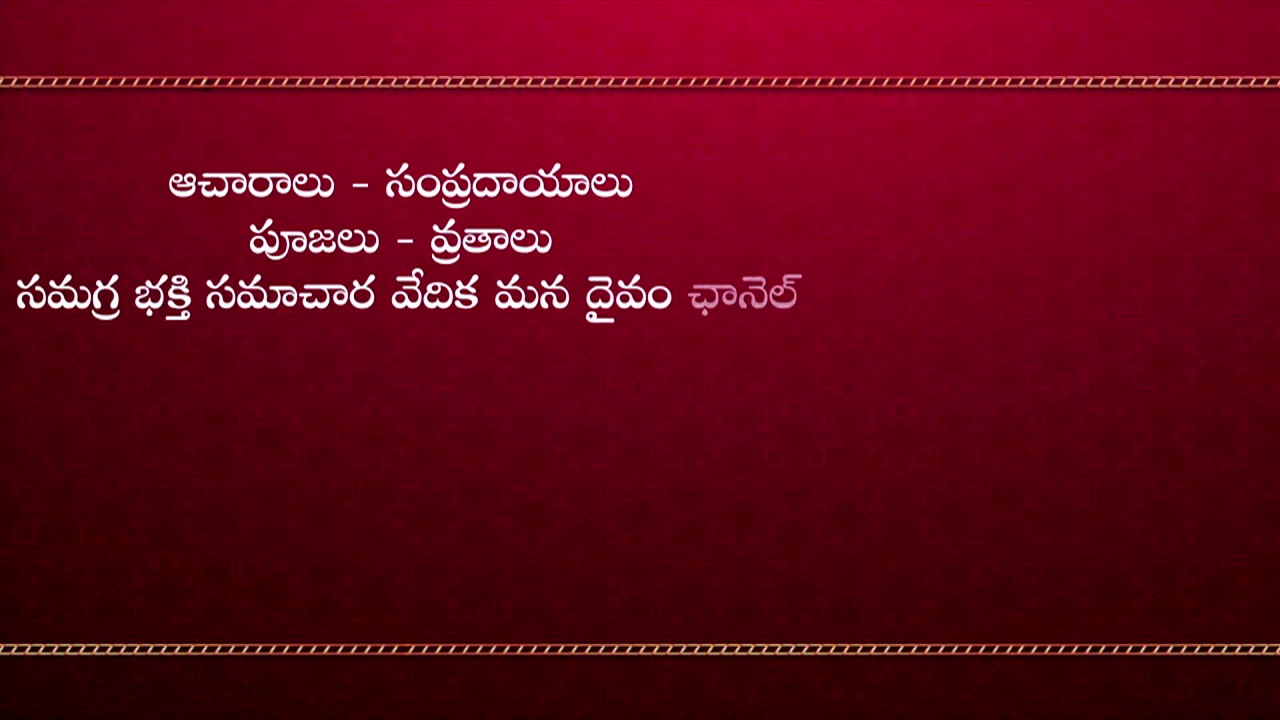 ఆచారాలు - సంప్రదాయాలు
పూజలు - వ్రతాలు
సమగ్ర భక్తి సమాచార వేదిక మన దైవం ఛానెల్